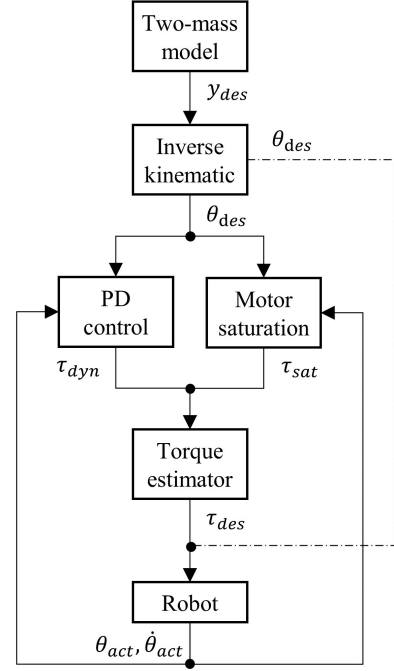 Two-mass
model
y_des
Inverse
kinematic
θ_des
θ_des
PD
control
Motor
saturation
τ_dyn
τ_sat
Torque
estimator
τ_des
Robot
θ_act, θ̇_act